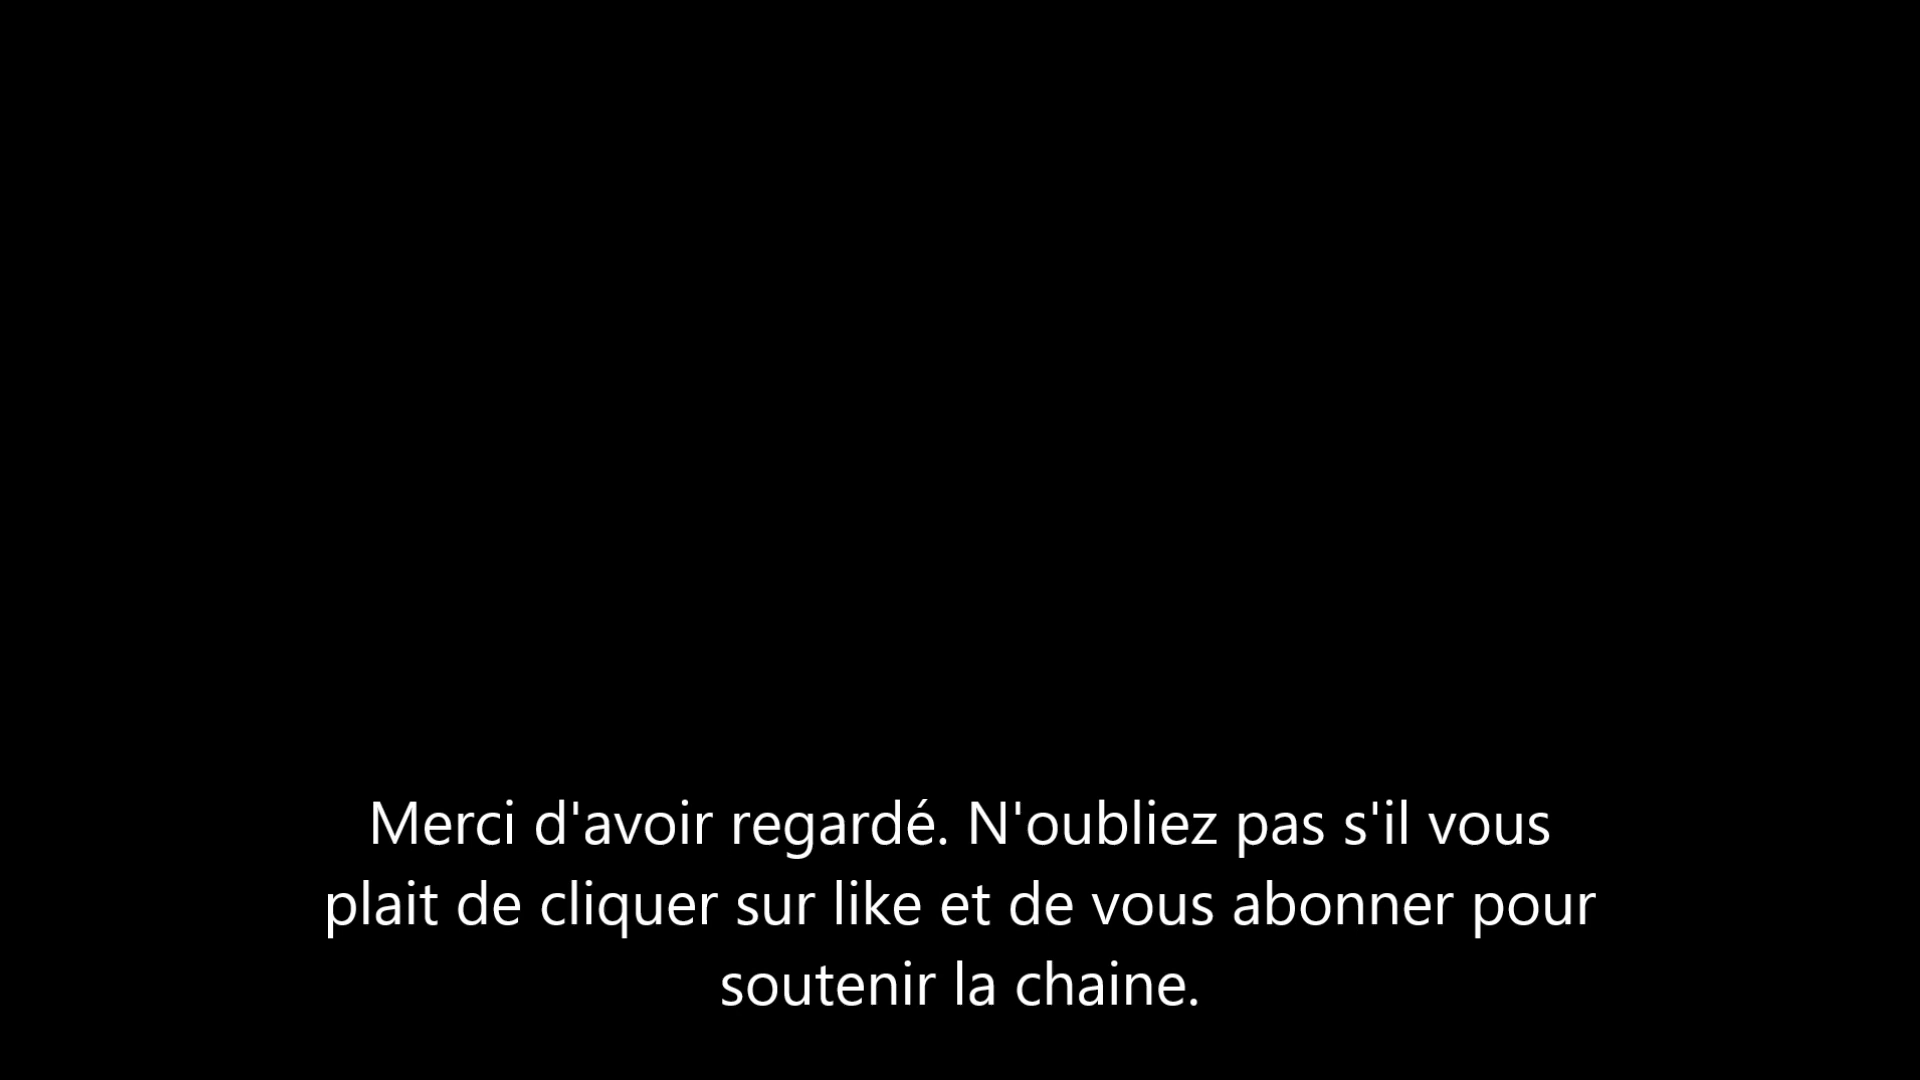 Merci d'avoir regardé. N'oubliez pas s'il vous
plait de cliquer sur like et de vous abonner pour
soutenir la chaine.